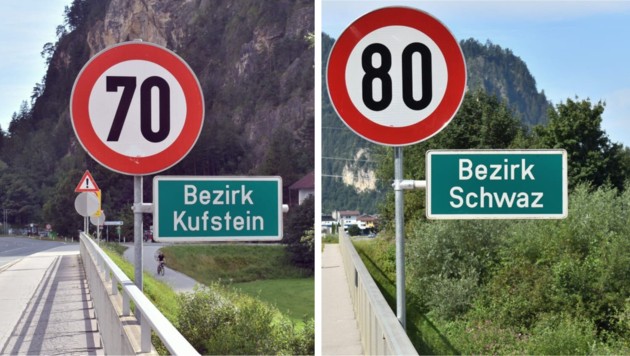 70
Bezirk
Kufstein
80
Bezirk
Schwaz